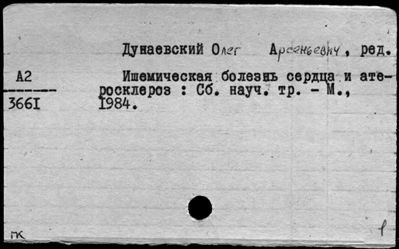 Дунаевский Олег Арсеньевич, ред.
А2
3661
Ишемическая болезнь сердца и ате-
росклероз : Сб. науч. тр. - М.,
1984.
пк